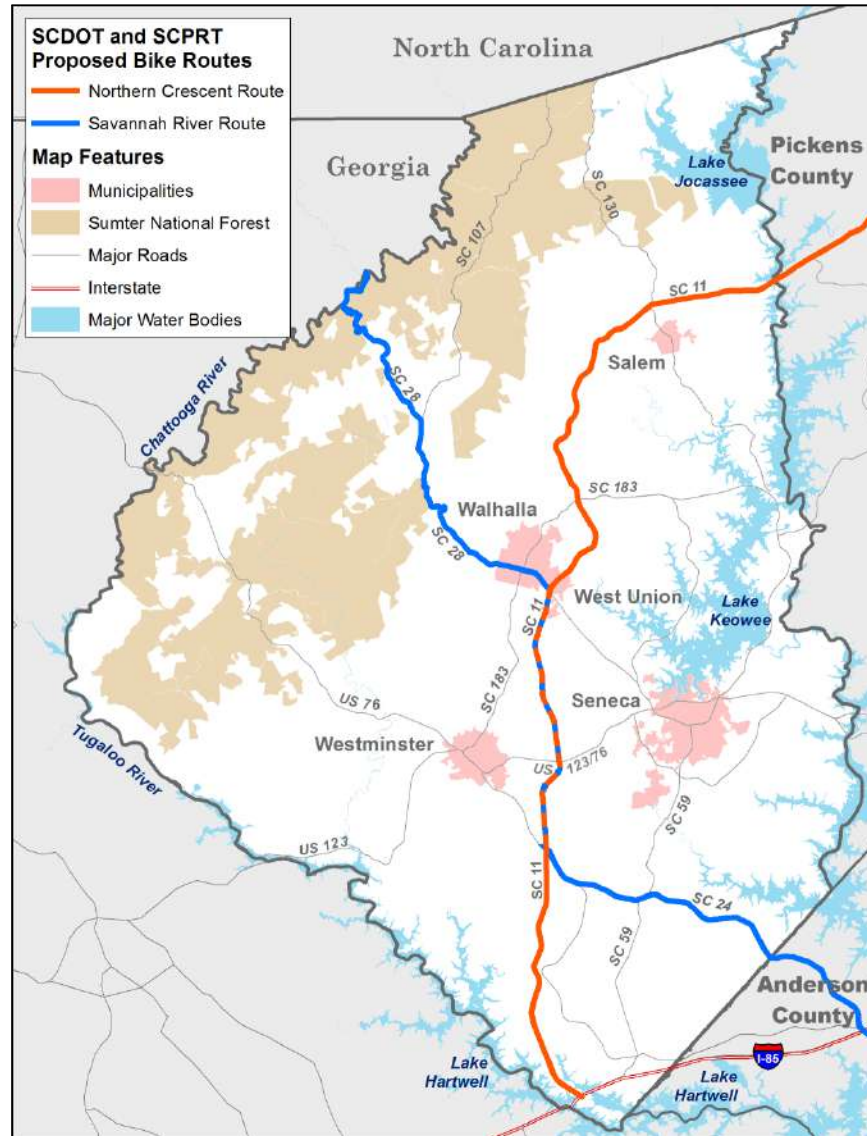 SCDOT and SCPRT
Proposed Bike Routes
Northern Crescent Route
Savannah River Route
Map Features
Municipalities
Sumter National Forest
Major Roads
Interstate
Major Water Bodies
North Carolina
Georgia
Lake
Jocassee
Pickens
County
SC 130
SC 107
SC 11
Salem
Chattooga River
SC 28
SC 183
Walhalla
SC 28
West Union
SC 11
Lake
Keowee
SC 183
Seneca
US 76
Westminster
US 123/76
Tugaloo River
SC 59
US 123
SC 11
SC 24
SC 59
Anderson
County
Lake
Hartwell
I-85
Lake
Hartwell